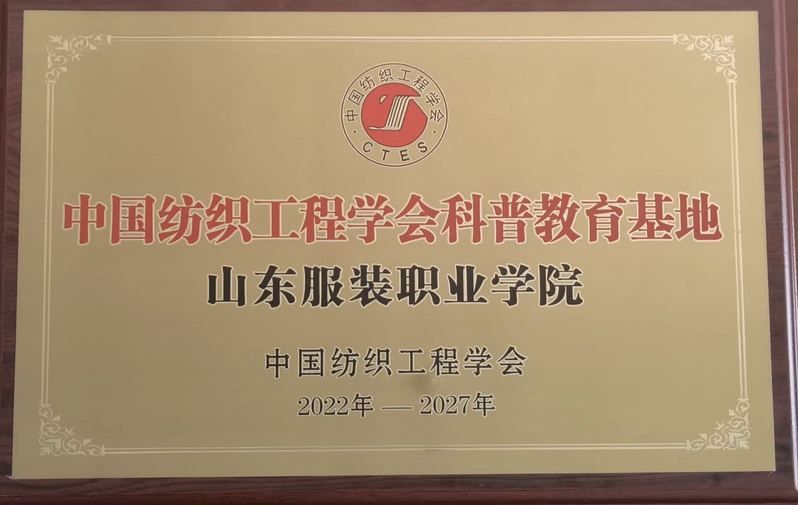 中国纺织工程学会
·CTES·
中国纺织工程学会科普教育基地
山东服装职业学院
中国纺织工程学会
2022年 — 2027年